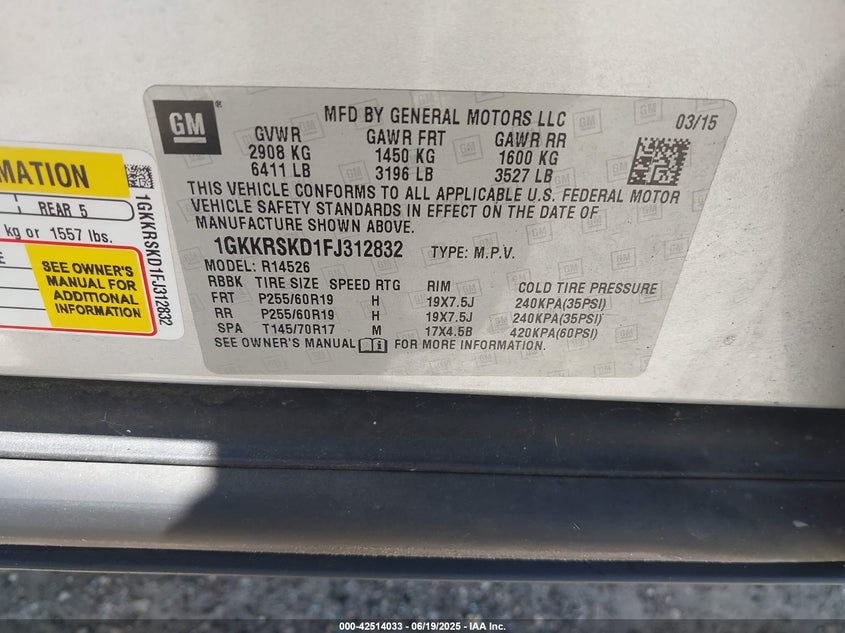 GM
MFD BY GENERAL MOTORS LLC
03/15
GVWR GAWR FRT GAWR RR
2908 KG 1450 KG 1600 KG
6411 LB 3196 LB 3527 LB
THIS VEHICLE CONFORMS TO ALL APPLICABLE U.S. FEDERAL MOTOR
VEHICLE SAFETY STANDARDS IN EFFECT ON THE DATE OF
MANUFACTURE SHOWN ABOVE.
1GKKRSKD1FJ312832 TYPE: M.P.V.
MODEL: R14526
RBBK TIRE SIZE SPEED RTG RIM COLD TIRE PRESSURE
FRT P255/60R19 H 19X7.5J 240KPA(35PSI)
RR P255/60R19 H 19X7.5J 240KPA(35PSI)
SPA T145/70R17 M 17X4.5B 420KPA(60PSI)
SEE OWNER'S MANUAL FOR MORE INFORMATION.
MATION
REAR 5
kg or 1557 lbs.
SEE OWNER'S
MANUAL FOR
ADDITIONAL
INFORMATION
1GKKRSKD1FJ312832
000-42514033 - 06/19/2025 - IAA Inc.